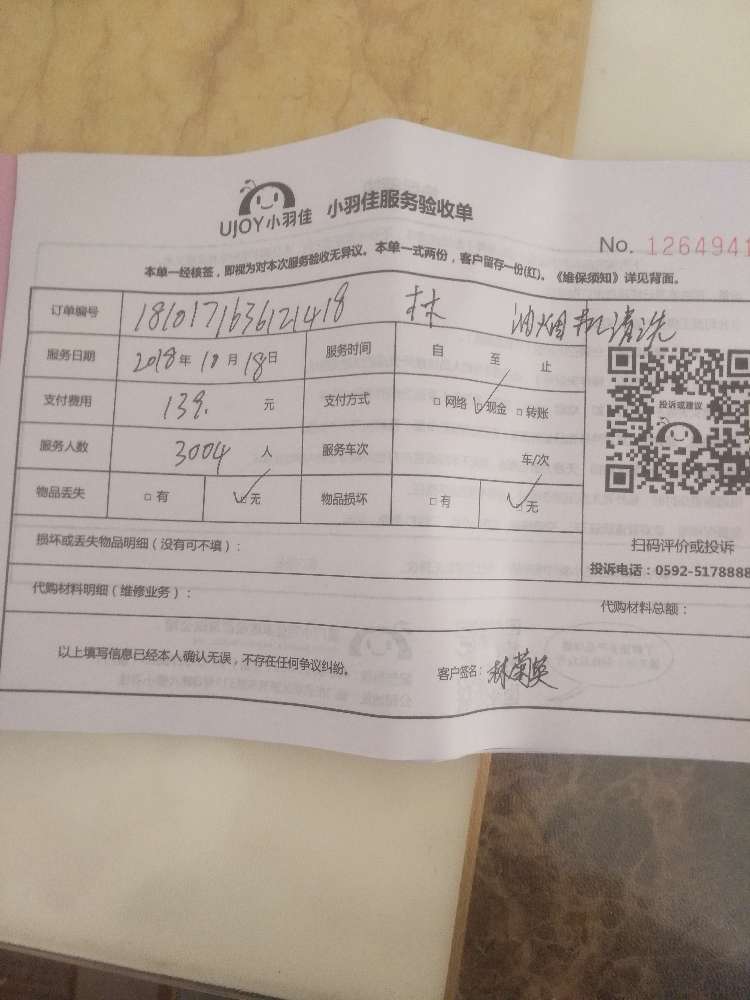 UJOY小羽佳 小羽佳服务验收单
No. 1264941
本单一经核签，即视为对本次服务验收无异议。本单一式两份，客户留存一份(红)。《维保须知》详见背面。
订单编号 1810171636121418 林 油烟机清洗
服务日期 2018年10月18日 服务时间 自 至 止
支付费用 139. 元 支付方式 □网络 □现金 □转账
投诉或建议
服务人数 3004 人 服务车次 车/次
物品丢失 □有 □无 物品损坏 □有 □无
损坏或丢失物品明细（没有可不填）：
扫码评价或投诉
投诉电话：0592-5178888
代购材料明细（维修业务）：
代购材料总额：
以上填写信息已经本人确认无误，不存在任何争议纠纷。 客户签名：林菊英